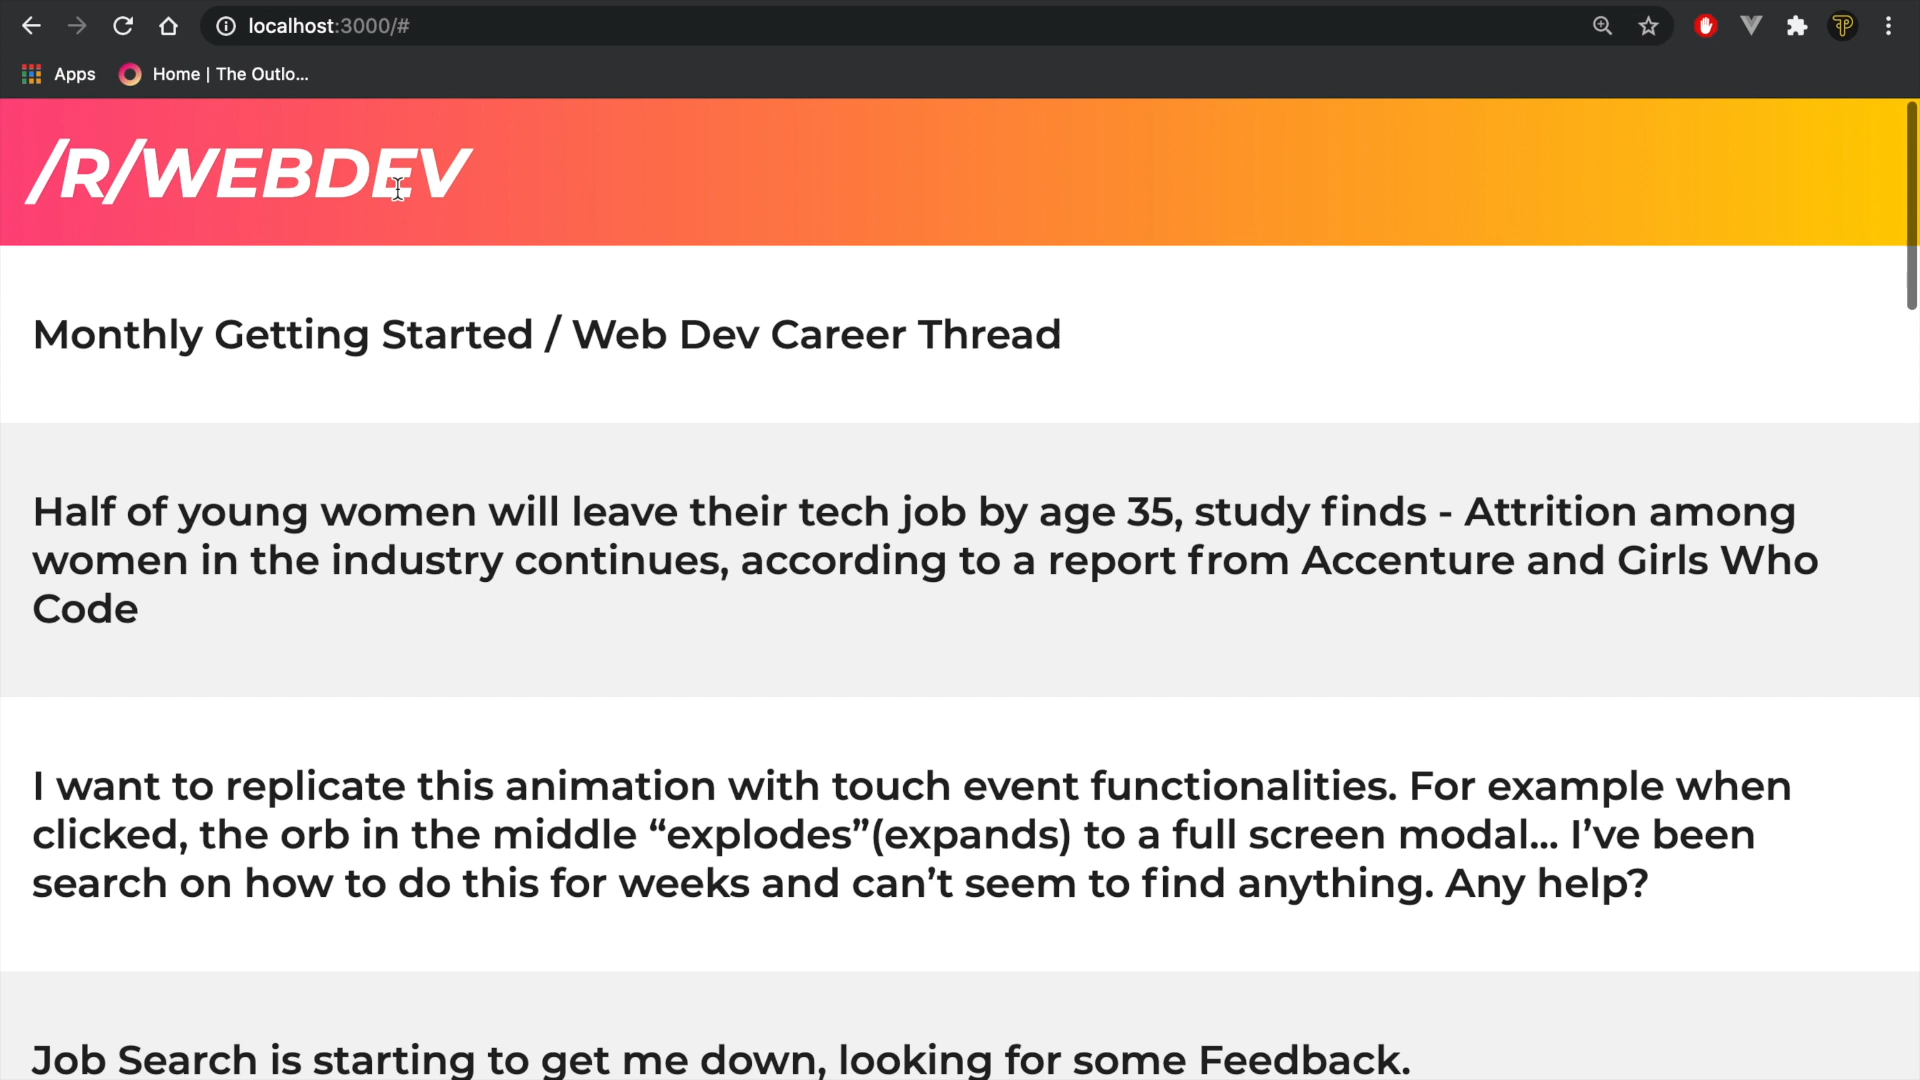 localhost:3000/#
Apps
Home | The Outlo...
/R/WEBDEV
Monthly Getting Started / Web Dev Career Thread
Half of young women will leave their tech job by age 35, study finds - Attrition among
women in the industry continues, according to a report from Accenture and Girls Who
Code
I want to replicate this animation with touch event functionalities. For example when
clicked, the orb in the middle “explodes”(expands) to a full screen modal... I’ve been
search on how to do this for weeks and can’t seem to find anything. Any help?
Job Search is starting to get me down, looking for some Feedback.